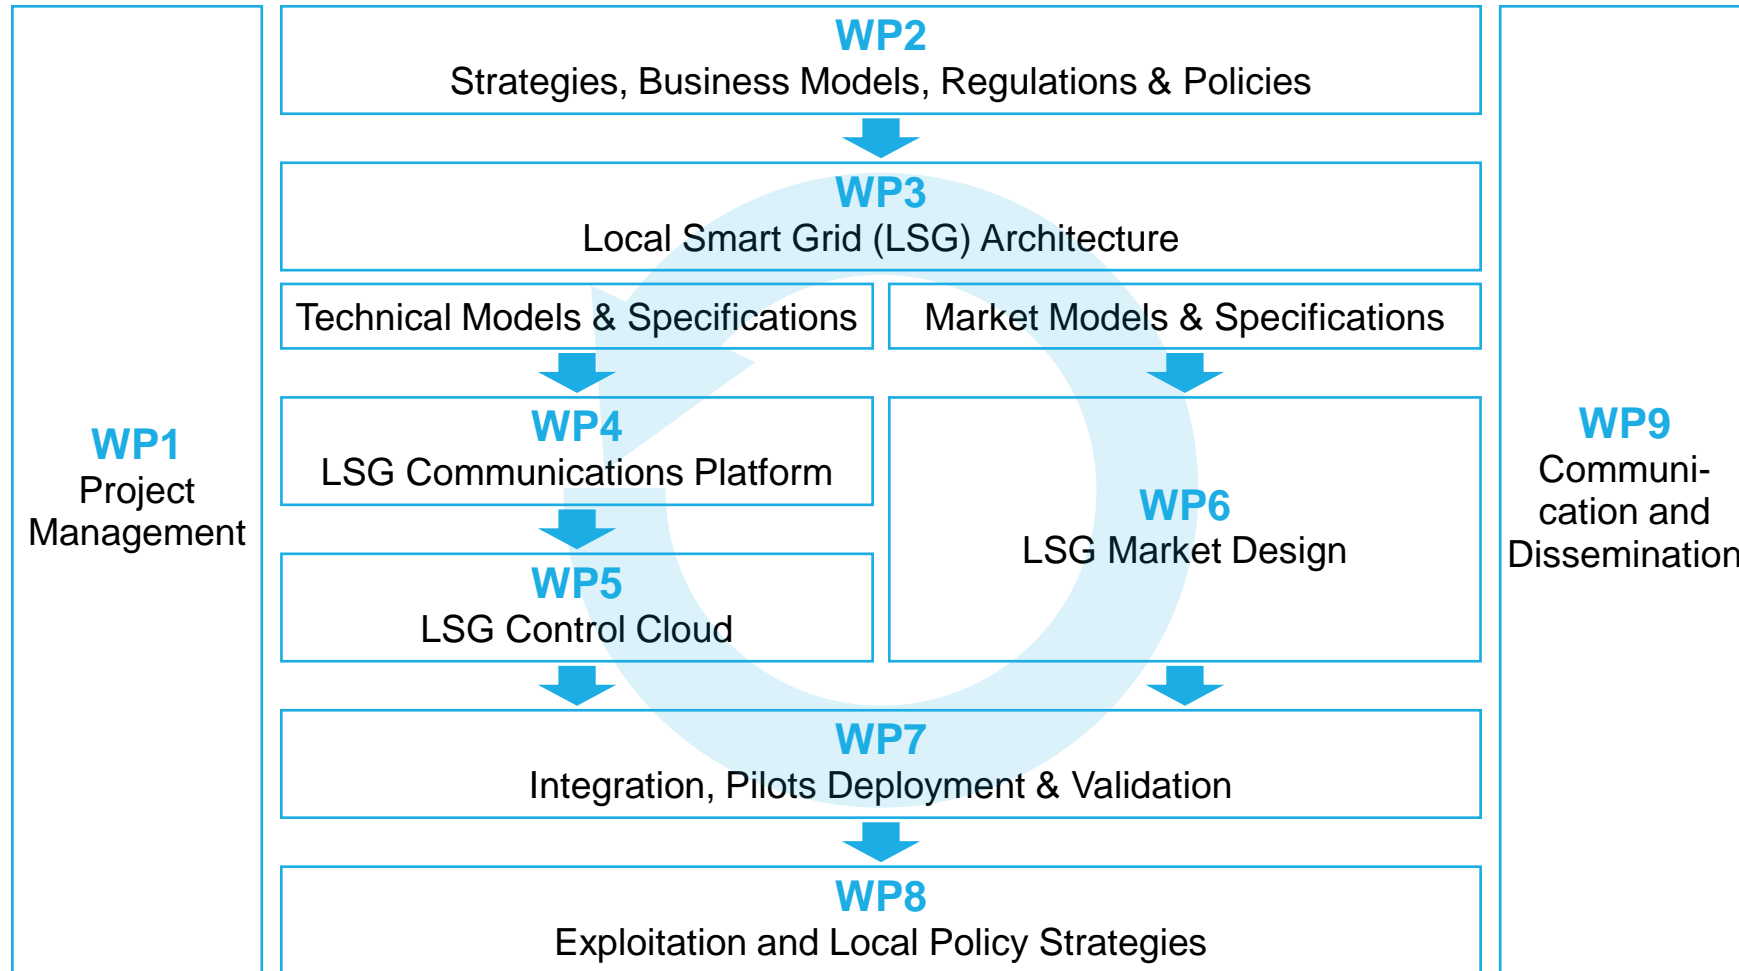 WP1
Project
Management
WP2
Strategies, Business Models, Regulations & Policies
WP3
Local Smart Grid (LSG) Architecture
Technical Models & Specifications
Market Models & Specifications
WP4
LSG Communications Platform
WP5
LSG Control Cloud
WP6
LSG Market Design
WP7
Integration, Pilots Deployment & Validation
WP8
Exploitation and Local Policy Strategies
WP9
Communi-
cation and
Dissemination